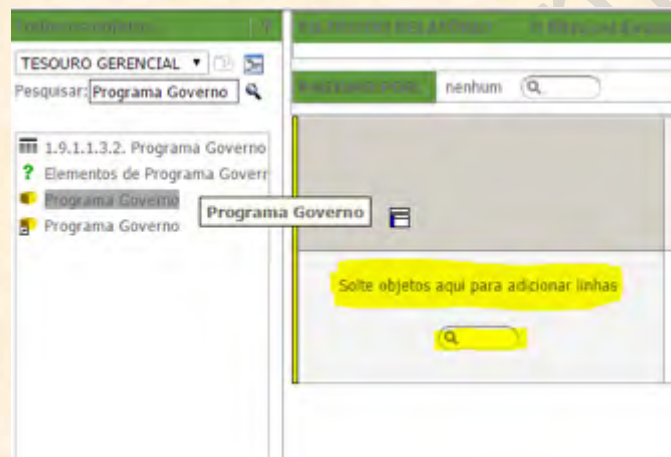 TESOURO GERENCIAL
Pesquisar: Programa Governo
nenhum
1.9.1.1.3.2. Programa Governo
Elementos de Programa Govern
Programa Governo
Programa Governo
Programa Governo
Solte objetos aqui para adicionar linhas